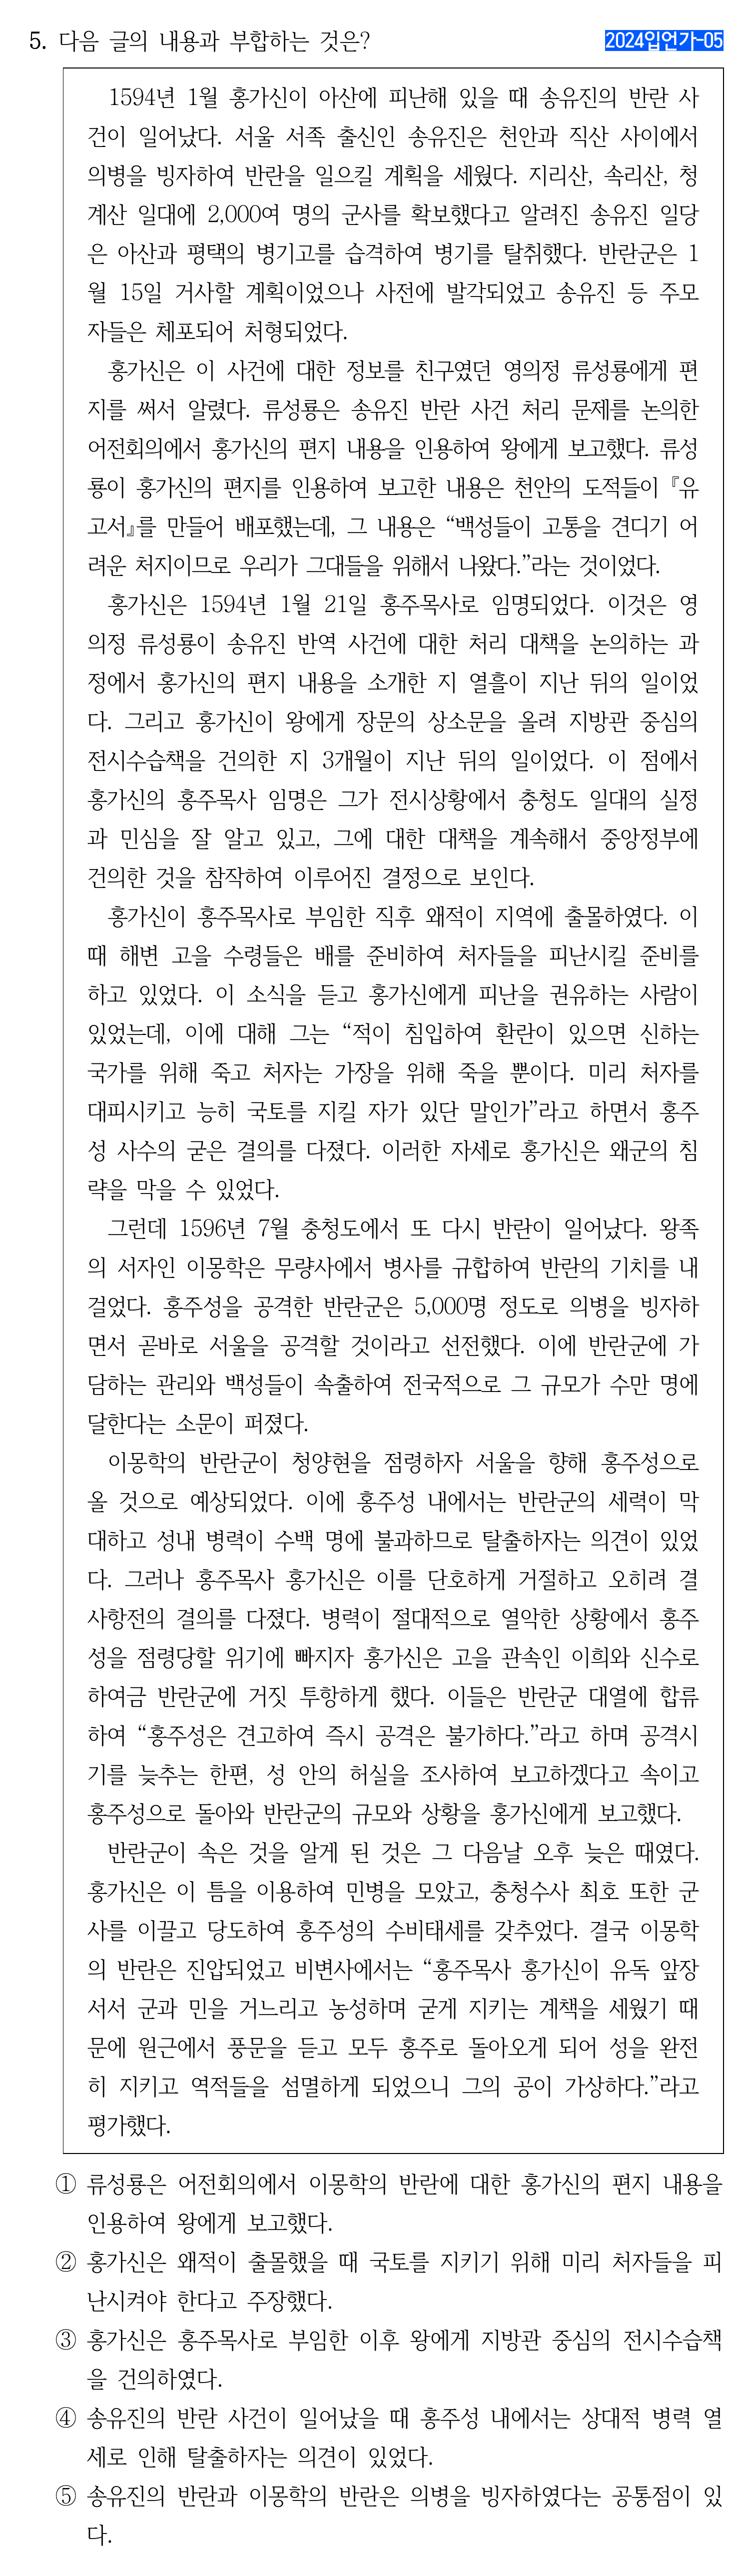 5. 다음 글의 내용과 부합하는 것은?
2024입언가-05
1594년 1월 홍가신이 아산에 피난해 있을 때 송유진의 반란 사
건이 일어났다. 서울 서족 출신인 송유진은 천안과 직산 사이에서
의병을 빙자하여 반란을 일으킬 계획을 세웠다. 지리산, 속리산, 청
계산 일대에 2,000여 명의 군사를 확보했다고 알려진 송유진 일당
은 아산과 평택의 병기고를 습격하여 병기를 탈취했다. 반란군은 1
월 15일 거사할 계획이었으나 사전에 발각되었고 송유진 등 주모
자들은 체포되어 처형되었다.
홍가신은 이 사건에 대한 정보를 친구였던 영의정 류성룡에게 편
지를 써서 알렸다. 류성룡은 송유진 반란 사건 처리 문제를 논의한
어전회의에서 홍가신의 편지 내용을 인용하여 왕에게 보고했다. 류성
룡이 홍가신의 편지를 인용하여 보고한 내용은 천안의 도적들이 『유
고서』를 만들어 배포했는데, 그 내용은 “백성들이 고통을 견디기 어
려운 처지이므로 우리가 그대들을 위해서 나왔다.”라는 것이었다.
홍가신은 1594년 1월 21일 홍주목사로 임명되었다. 이것은 영
의정 류성룡이 송유진 반역 사건에 대한 처리 대책을 논의하는 과
정에서 홍가신의 편지 내용을 소개한 지 열흘이 지난 뒤의 일이었
다. 그리고 홍가신이 왕에게 장문의 상소문을 올려 지방관 중심의
전시수습책을 건의한 지 3개월이 지난 뒤의 일이었다. 이 점에서
홍가신의 홍주목사 임명은 그가 전시상황에서 충청도 일대의 실정
과 민심을 잘 알고 있고, 그에 대한 대책을 계속해서 중앙정부에
건의한 것을 참작하여 이루어진 결정으로 보인다.
홍가신이 홍주목사로 부임한 직후 왜적이 지역에 출몰하였다. 이
때 해변 고을 수령들은 배를 준비하여 처자들을 피난시킬 준비를
하고 있었다. 이 소식을 듣고 홍가신에게 피난을 권유하는 사람이
있었는데, 이에 대해 그는 “적이 침입하여 환란이 있으면 신하는
국가를 위해 죽고 처자는 가장을 위해 죽을 뿐이다. 미리 처자를
대피시키고 능히 국토를 지킬 자가 있단 말인가”라고 하면서 홍주
성 사수의 굳은 결의를 다졌다. 이러한 자세로 홍가신은 왜군의 침
략을 막을 수 있었다.
그런데 1596년 7월 충청도에서 또 다시 반란이 일어났다. 왕족
의 서자인 이몽학은 무량사에서 병사를 규합하여 반란의 기치를 내
걸었다. 홍주성을 공격한 반란군은 5,000명 정도로 의병을 빙자하
면서 곧바로 서울을 공격할 것이라고 선전했다. 이에 반란군에 가
담하는 관리와 백성들이 속출하여 전국적으로 그 규모가 수만 명에
달한다는 소문이 퍼졌다.
이몽학의 반란군이 청양현을 점령하자 서울을 향해 홍주성으로
올 것으로 예상되었다. 이에 홍주성 내에서는 반란군의 세력이 막
대하고 성내 병력이 수백 명에 불과하므로 탈출하자는 의견이 있었
다. 그러나 홍주목사 홍가신은 이를 단호하게 거절하고 오히려 결
사항전의 결의를 다졌다. 병력이 절대적으로 열악한 상황에서 홍주
성을 점령당할 위기에 빠지자 홍가신은 고을 관속인 이희와 신수로
하여금 반란군에 거짓 투항하게 했다. 이들은 반란군 대열에 합류
하여 “홍주성은 견고하여 즉시 공격은 불가하다.”라고 하며 공격시
기를 늦추는 한편, 성 안의 허실을 조사하여 보고하겠다고 속이고
홍주성으로 돌아와 반란군의 규모와 상황을 홍가신에게 보고했다.
반란군이 속은 것을 알게 된 것은 그 다음날 오후 늦은 때였다.
홍가신은 이 틈을 이용하여 민병을 모았고, 충청수사 최호 또한 군
사를 이끌고 당도하여 홍주성의 수비태세를 갖추었다. 결국 이몽학
의 반란은 진압되었고 비변사에서는 “홍주목사 홍가신이 유독 앞장
서서 군과 민을 거느리고 농성하며 굳게 지키는 계책을 세웠기 때
문에 원근에서 풍문을 듣고 모두 홍주로 돌아오게 되어 성을 완전
히 지키고 역적들을 섬멸하게 되었으니 그의 공이 가상하다.”라고
평가했다.
① 류성룡은 어전회의에서 이몽학의 반란에 대한 홍가신의 편지 내용을
인용하여 왕에게 보고했다.
② 홍가신은 왜적이 출몰했을 때 국토를 지키기 위해 미리 처자들을 피
난시켜야 한다고 주장했다.
③ 홍가신은 홍주목사로 부임한 이후 왕에게 지방관 중심의 전시수습책
을 건의하였다.
④ 송유진의 반란 사건이 일어났을 때 홍주성 내에서는 상대적 병력 열
세로 인해 탈출하자는 의견이 있었다.
⑤ 송유진의 반란과 이몽학의 반란은 의병을 빙자하였다는 공통점이 있
다.